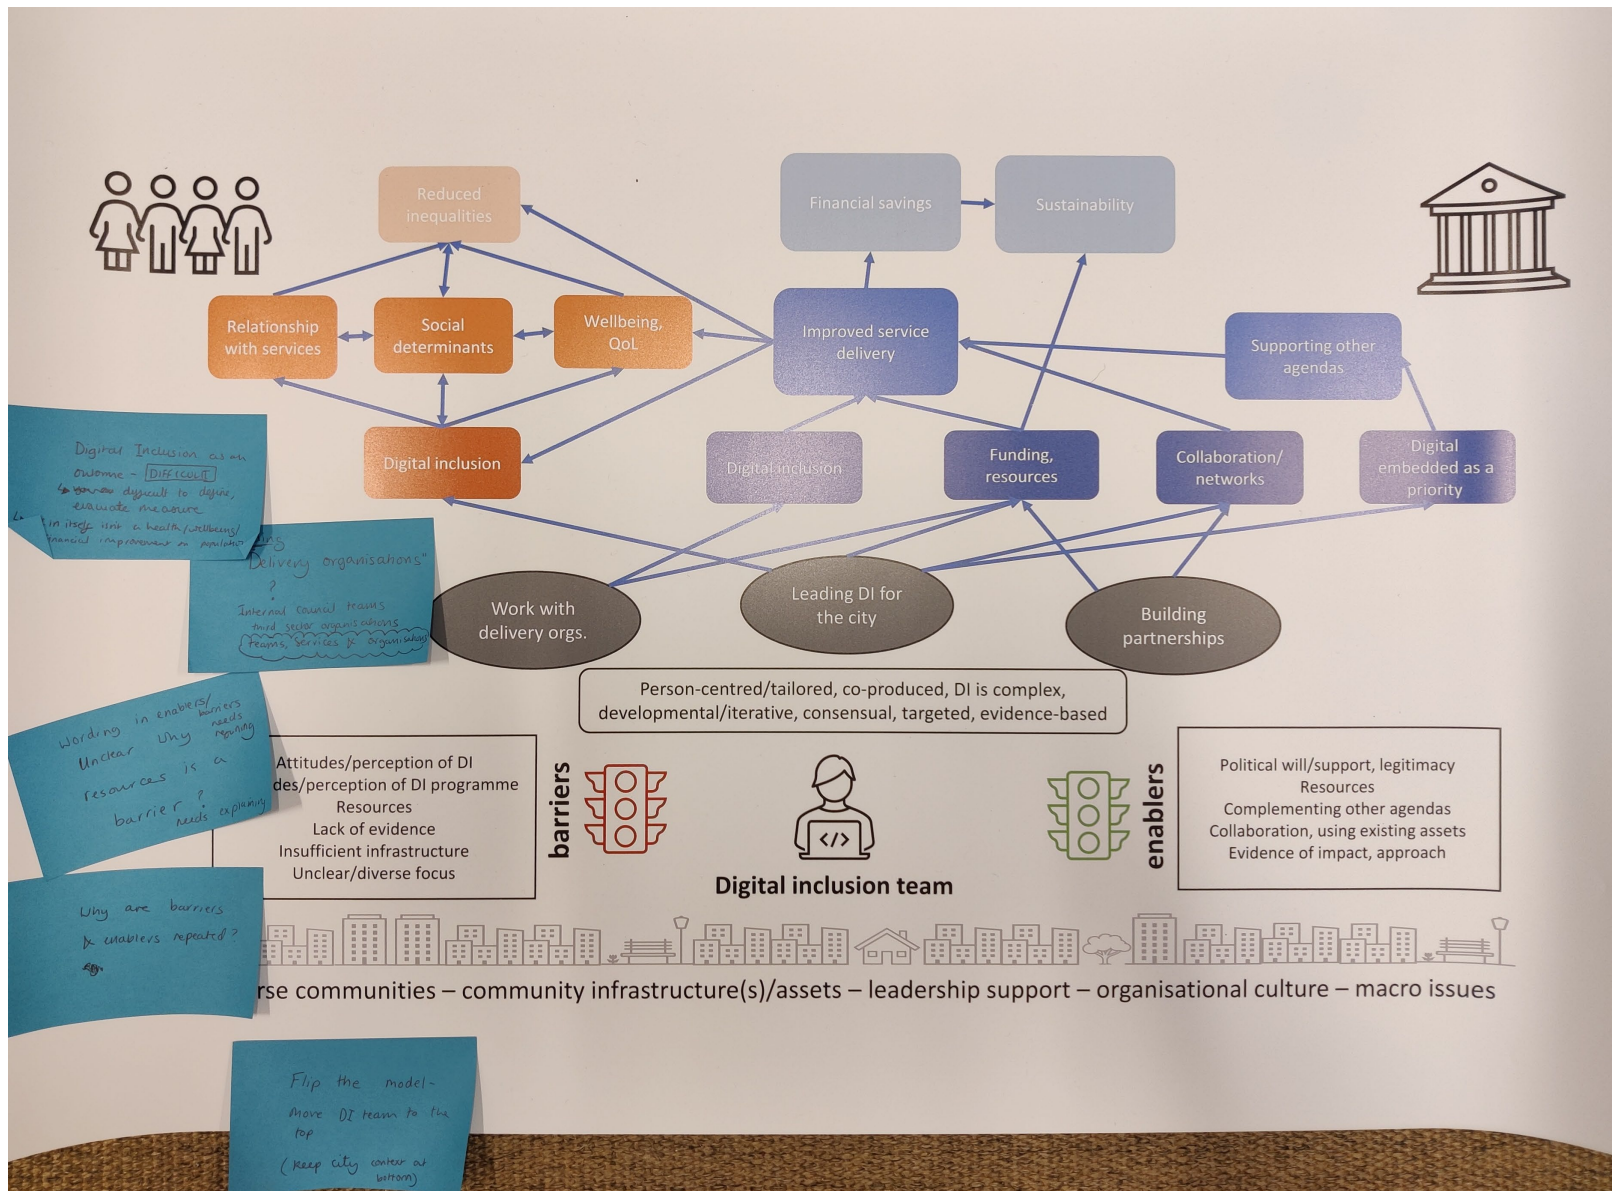 Reduced
inequalities
Financial savings
Sustainability
Relationship
with services
Social
determinants
Wellbeing,
QoL
Improved service
delivery
Supporting other
agendas
Digital inclusion
Digital inclusion
Funding,
resources
Collaboration/
networks
Digital
embedded as a
priority
Work with
delivery orgs.
Leading DI for
the city
Building
partnerships
Person-centred/tailored, co-produced, DI is complex,
developmental/iterative, consensual, targeted, evidence-based
Attitudes/perception of DI
des/perception of DI programme
Resources
Lack of evidence
Insufficient infrastructure
Unclear/diverse focus
barriers
Digital inclusion team
enablers
Political will/support, legitimacy
Resources
Complementing other agendas
Collaboration, using existing assets
Evidence of impact, approach
rse communities – community infrastructure(s)/assets – leadership support – organisational culture – macro issues
Digital Inclusion as an
outcome - DIFFICULT
difficult to define,
evaluate measure
in itself isn't a health/wellbeing/
financial improvement on
"Delivery organisations"
?
Internal council teams
third sector organisations
teams, services & organisations
Wording in enablers/
barriers
needs
Unclear why
resources is a
barrier?
needs explaining
Why are barriers
& enablers repeated?
Flip the model-
move DI team to the
top
(keep city context at
bottom)